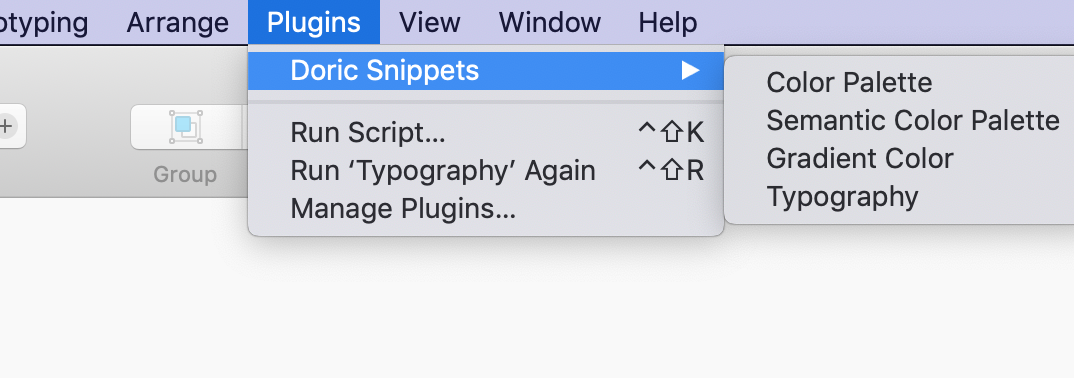 otyping Arrange Plugins View Window Help
Doric Snippets
Color Palette
Semantic Color Palette
Gradient Color
Typography
Run Script... ^⇧K
Run ‘Typography’ Again ^⇧R
Manage Plugins...
Group